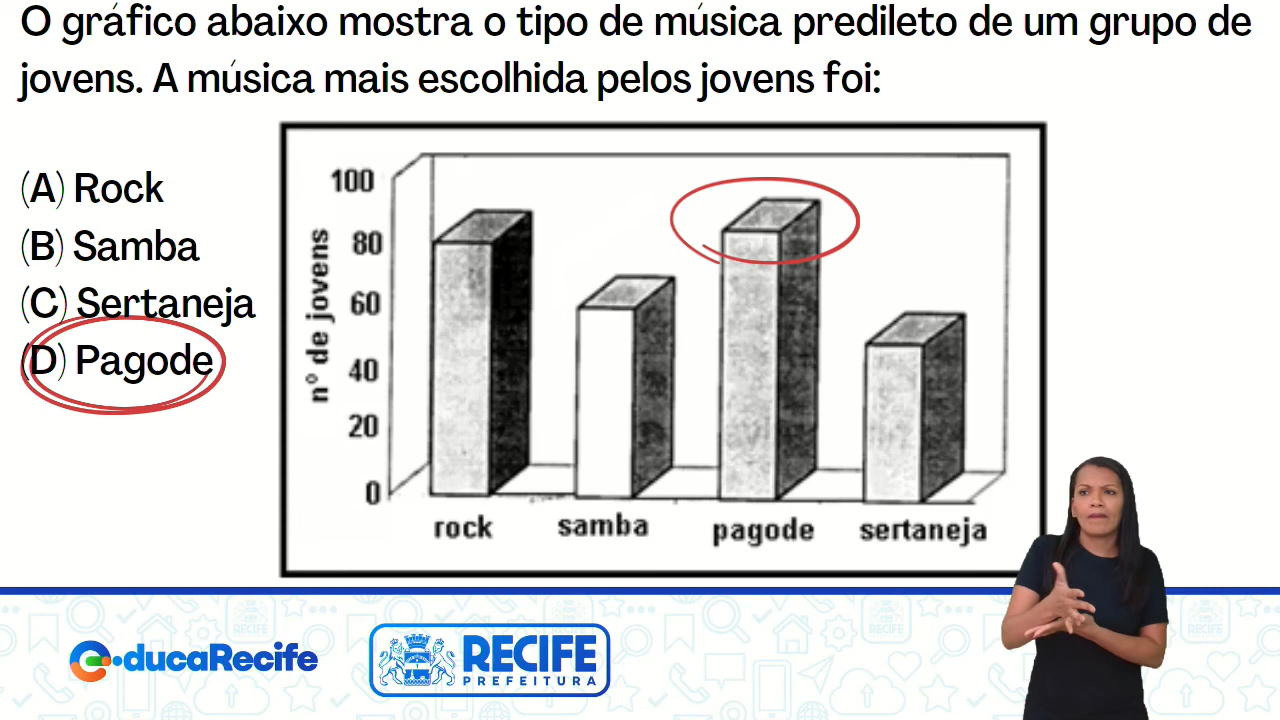 O gráfico abaixo mostra o tipo de música predileto de um grupo de
jovens. A música mais escolhida pelos jovens foi:
(A) Rock
(B) Samba
(C) Sertaneja
(D) Pagode
nº de jovens
100
80
60
40
20
0
rock samba pagode sertaneja
educaRecife
RECIFE
PREFEITURA